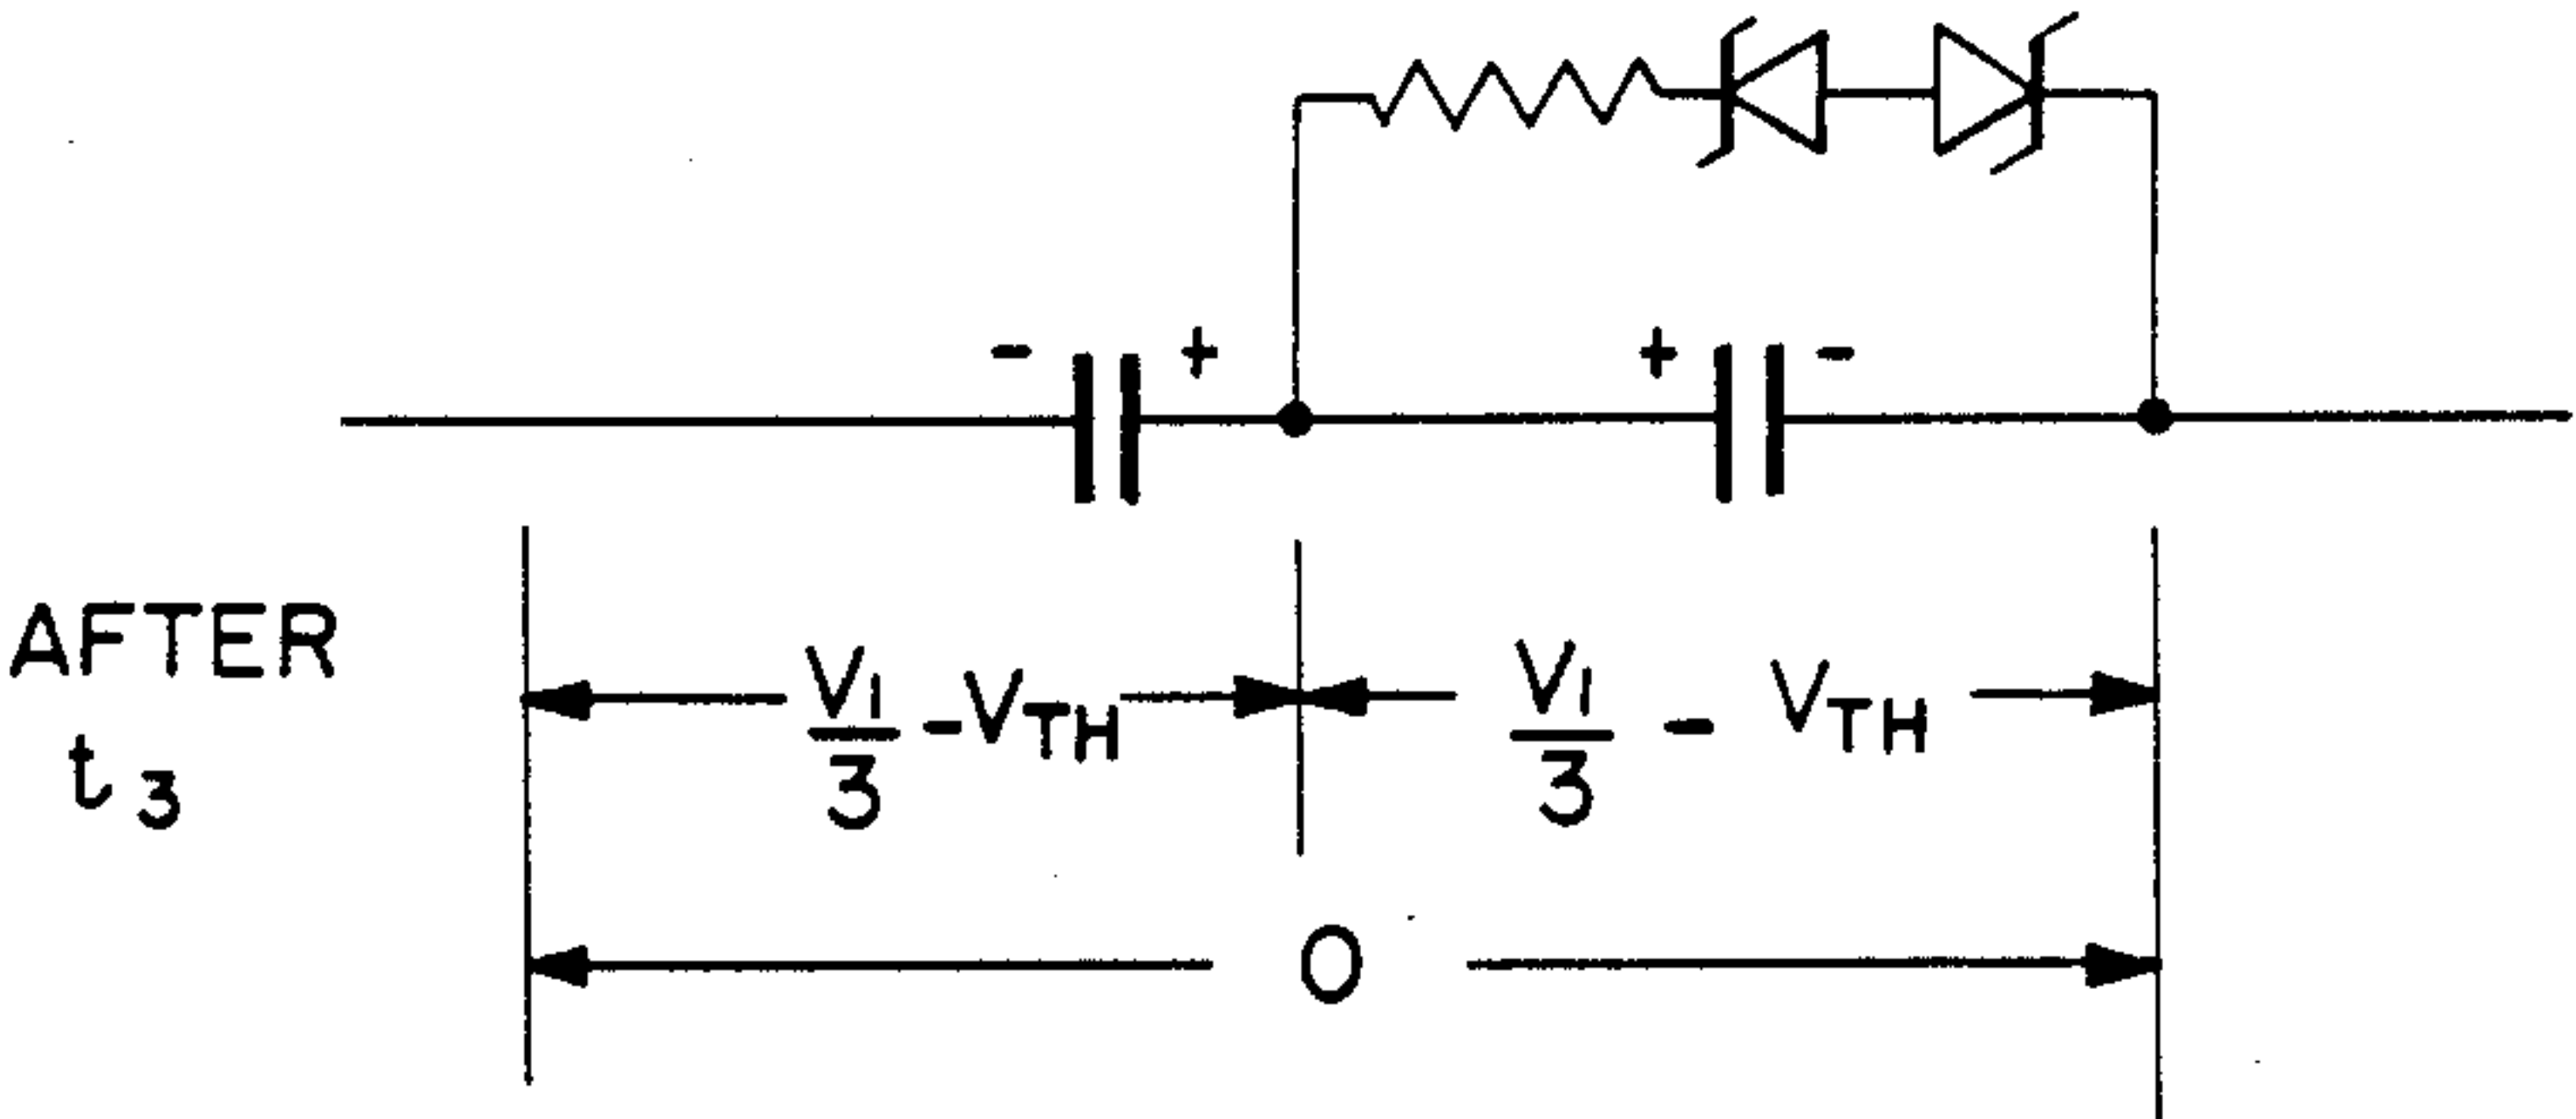 - + + -
AFTER
t3
V1/3 - VTH
V1/3 - VTH
0